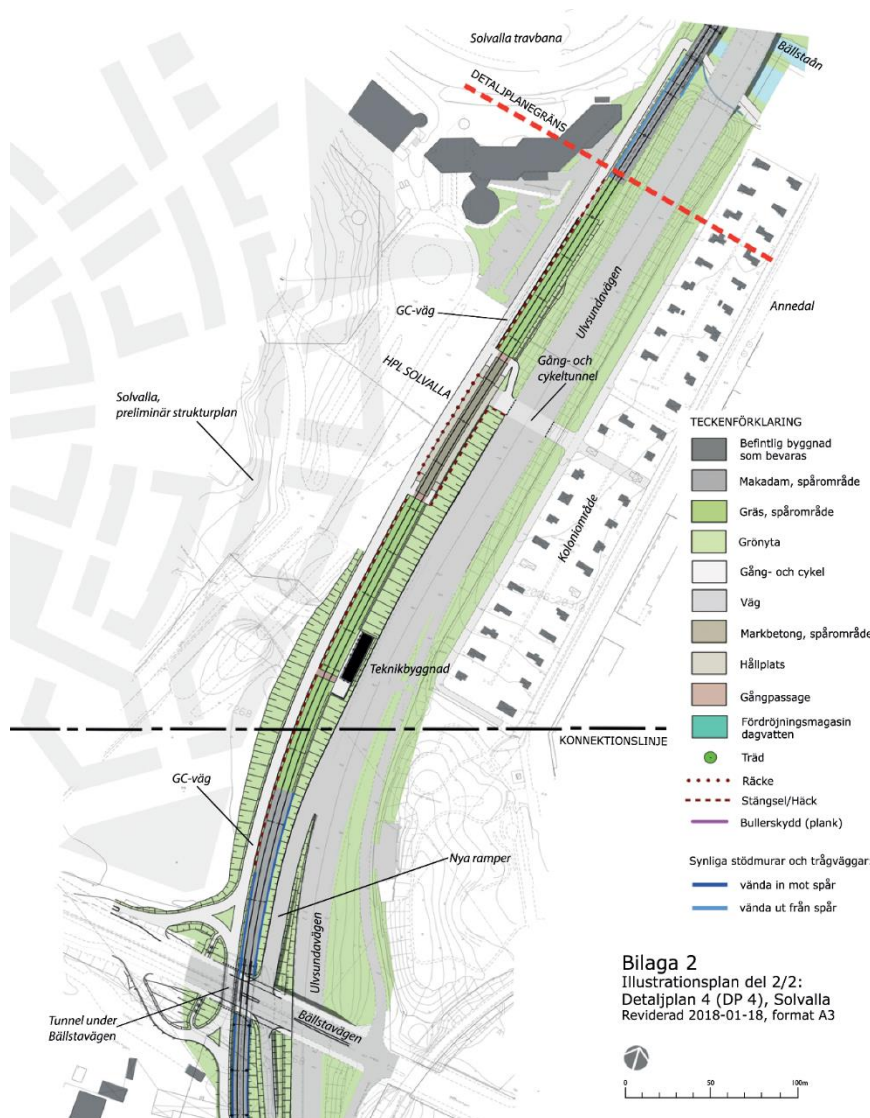 Solvalla travbana
Bällstaån
DETALJPLANEGRÄNS
Ulvsundavägen
Annedal
GC-väg
HPL SOLVALLA
Gång- och
cykeltunnel
Solvalla,
preliminär strukturplan
Koloniområde
Teknikbyggnad
KONNEKTIONSLINJE
GC-väg
Nya ramper
Ulvsundavägen
Bällstavägen
Tunnel under
Bällstavägen
TECKENFÖRKLARING
Befintlig byggnad
som bevaras
Makadam, spårområde
Gräs, spårområde
Grönyta
Gång- och cykel
Väg
Markbetong, spårområde
Hållplats
Gångpassage
Fördröjningsmagasin
dagvatten
Träd
Räcke
Stängsel/Häck
Bullerskydd (plank)
Synliga stödmurar och trågväggar:
vända in mot spår
vända ut från spår
Bilaga 2
Illustrationsplan del 2/2:
Detaljplan 4 (DP 4), Solvalla
Reviderad 2018-01-18, format A3
0 50 100m